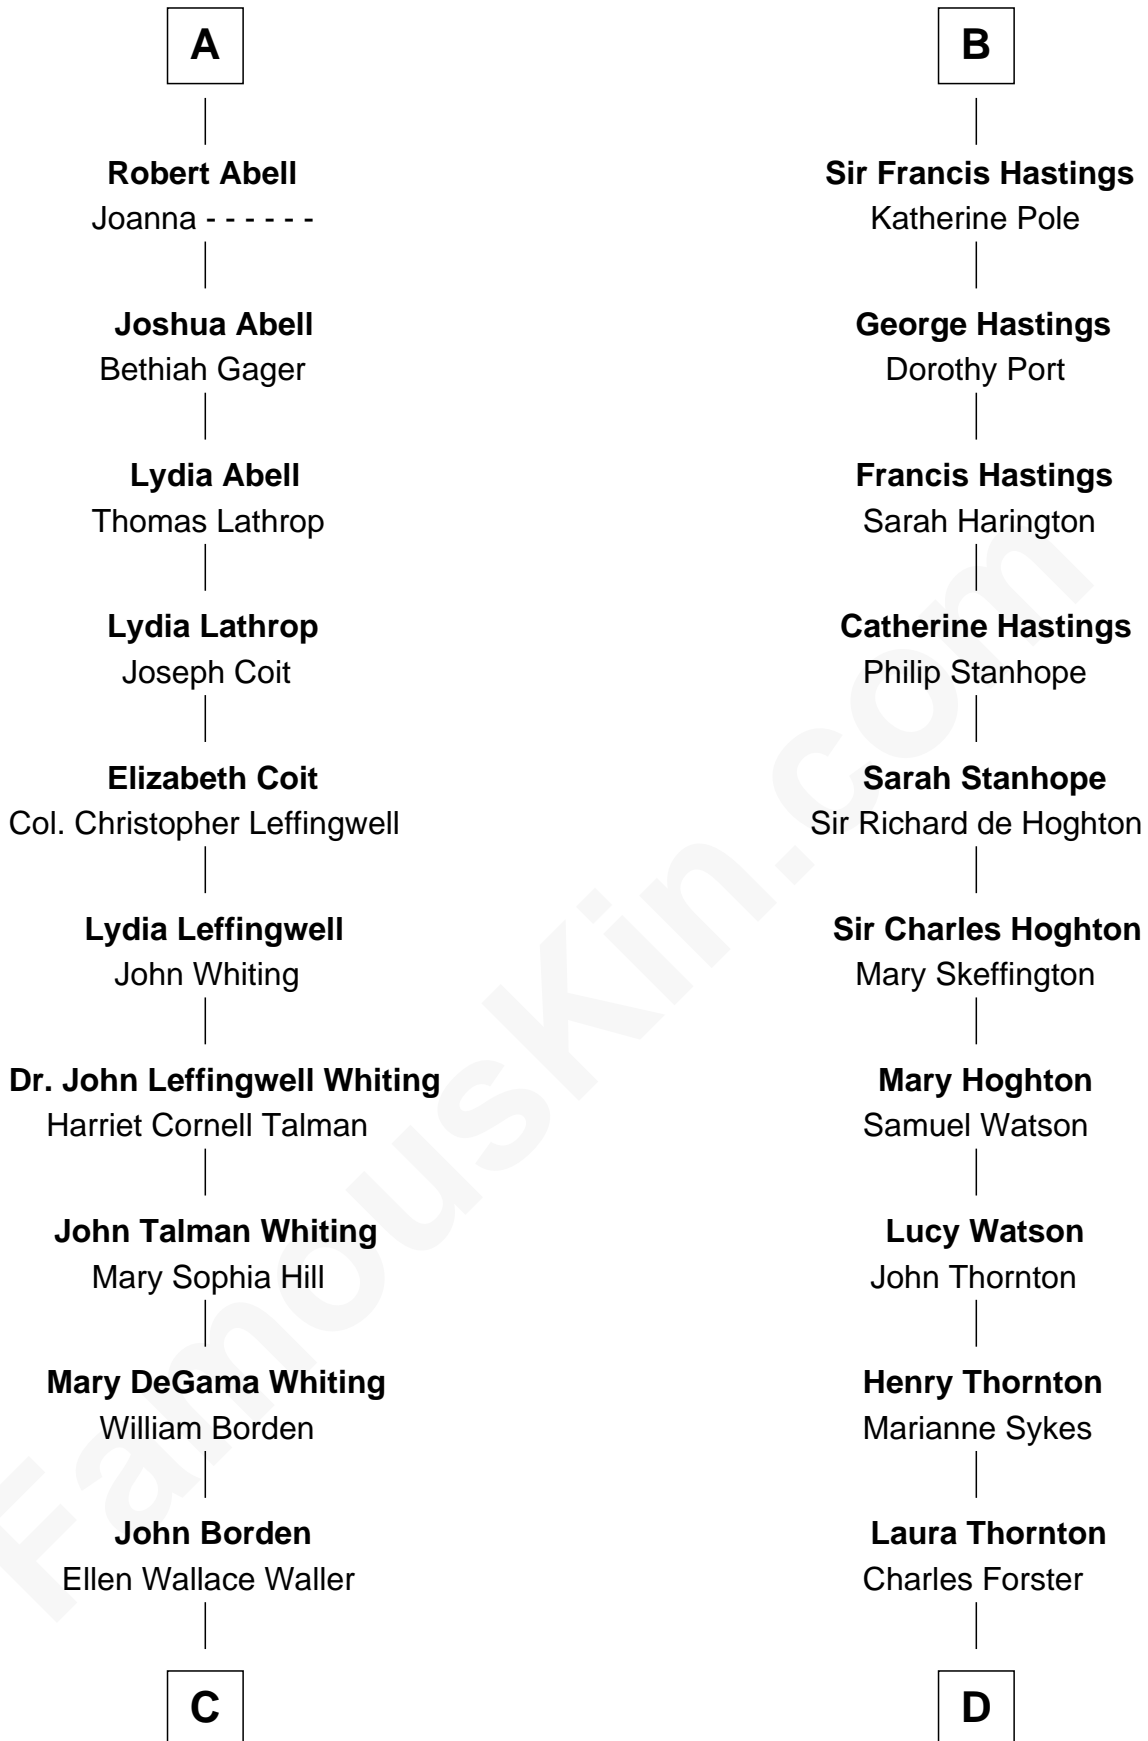 A
Robert Abell
Joanna - - - - - -
Joshua Abell
Bethiah Gager
Lydia Abell
Thomas Lathrop
Lydia Lathrop
Joseph Coit
Elizabeth Coit
Col. Christopher Leffingwell
Lydia Leffingwell
John Whiting
Dr. John Leffingwell Whiting
Harriet Cornell Talman
John Talman Whiting
Mary Sophia Hill
Mary DeGama Whiting
William Borden
John Borden
Ellen Wallace Waller
C
B
Sir Francis Hastings
Katherine Pole
George Hastings
Dorothy Port
Francis Hastings
Sarah Harington
Catherine Hastings
Philip Stanhope
Sarah Stanhope
Sir Richard de Hoghton
Sir Charles Hoghton
Mary Skeffington
Mary Hoghton
Samuel Watson
Lucy Watson
John Thornton
Henry Thornton
Marianne Sykes
Laura Thornton
Charles Forster
D
FamousKin.com